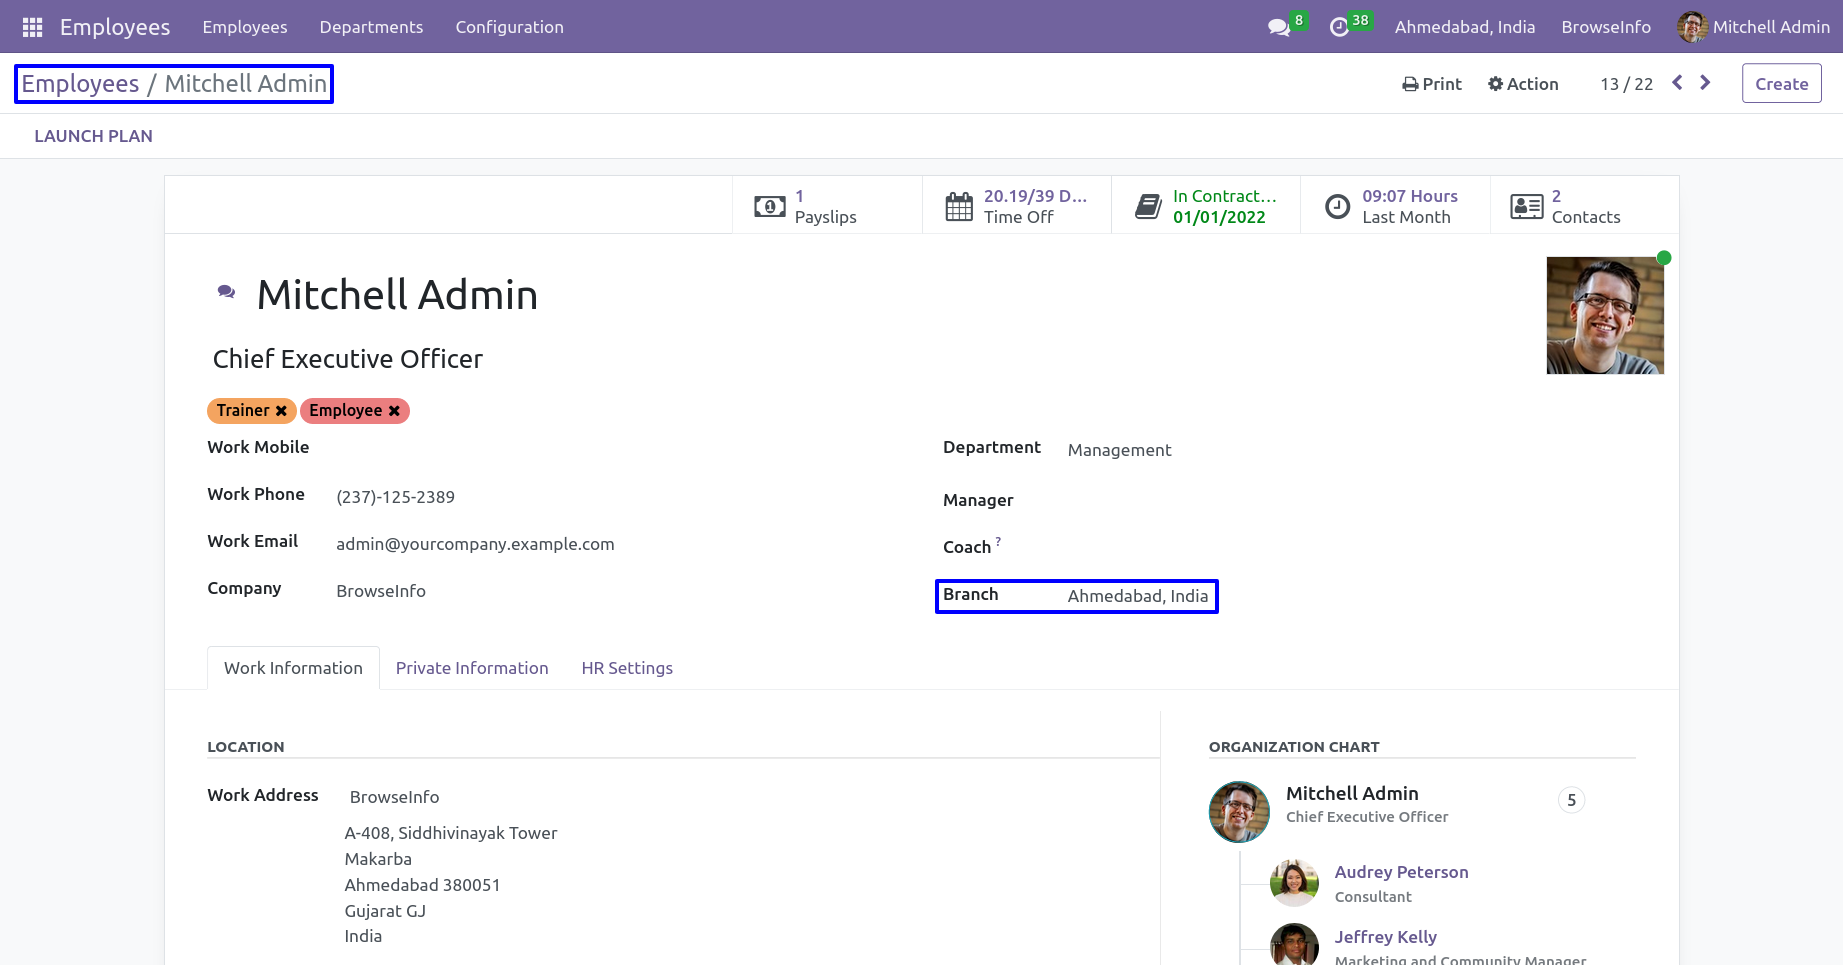 Employees Employees Departments Configuration 8 38 Ahmedabad, India BrowseInfo Mitchell Admin
Employees / Mitchell Admin Print Action 13 / 22 Create
LAUNCH PLAN
1 Payslips
20.19/39 D... Time Off
In Contract... 01/01/2022
09:07 Hours Last Month
2 Contacts
Mitchell Admin
Chief Executive Officer
Trainer ✖ Employee ✖
Work Mobile
Work Phone (237)-125-2389
Work Email admin@yourcompany.example.com
Company BrowseInfo
Department Management
Manager
Coach ?
Branch Ahmedabad, India
Work Information Private Information HR Settings
LOCATION
Work Address BrowseInfo
A-408, Siddhivinayak Tower
Makarba
Ahmedabad 380051
Gujarat GJ
India
ORGANIZATION CHART
Mitchell Admin 5
Chief Executive Officer
Audrey Peterson
Consultant
Jeffrey Kelly
Marketing and Community Manager